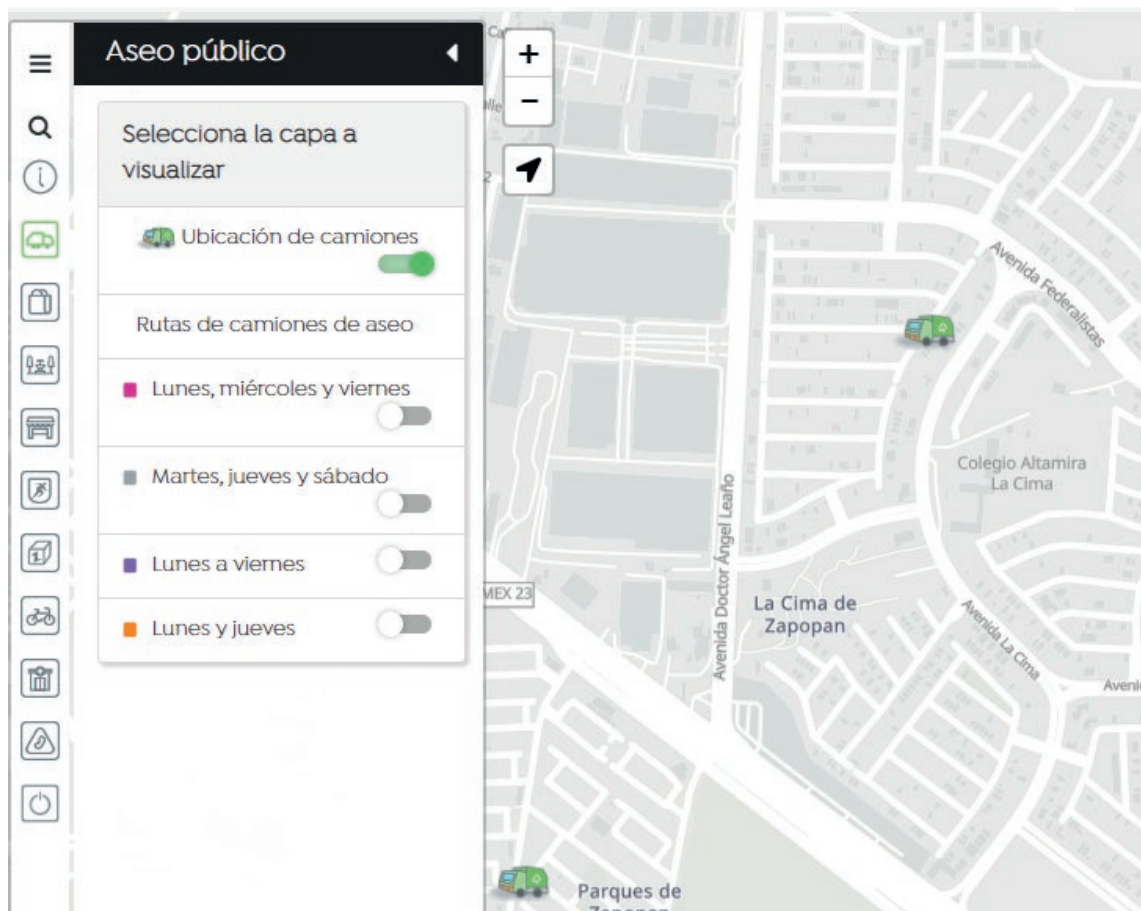 Aseo público
Selecciona la capa a
visualizar
Ubicación de camiones
Rutas de camiones de aseo
Lunes, miércoles y viernes
Martes, jueves y sábado
Lunes a viernes
Lunes y jueves
+
−
Avenida Federalistas
Colegio Altamira
La Cima
Avenida Doctor Ángel Leaño
MEX 23
La Cima de
Zapopan
Avenida La Cima
Parques de
Zapopan